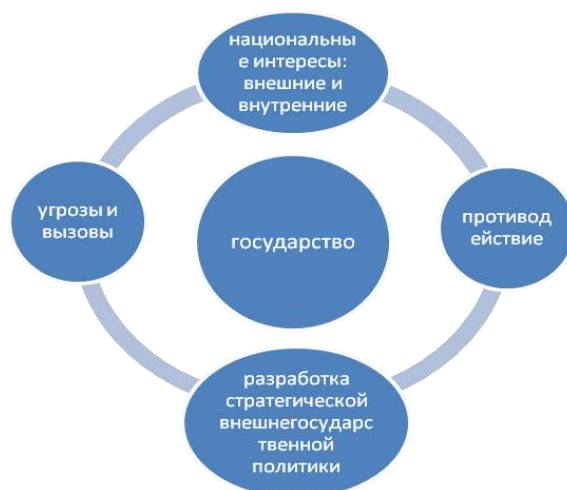 национальны
е интересы:
внешние и
внутренние
угрозы и
вызовы
государство
противод
ействие
разработка
стратегической
внешнегосударс
твенной
политики